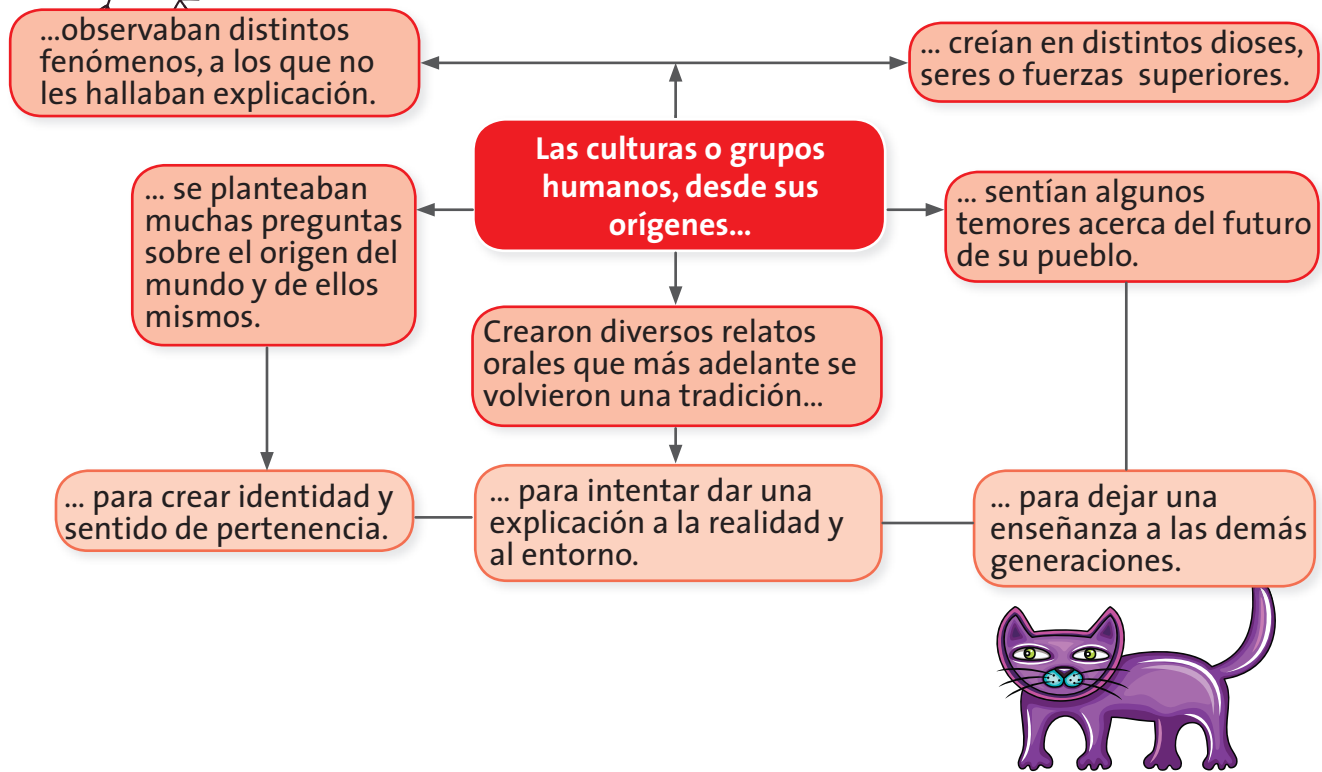 ...observaban distintos
fenómenos, a los que no
les hallaban explicación.
... creían en distintos dioses,
seres o fuerzas superiores.
Las culturas o grupos
humanos, desde sus
orígenes...
... se planteaban
muchas preguntas
sobre el origen del
mundo y de ellos
mismos.
... sentían algunos
temores acerca del futuro
de su pueblo.
Crearon diversos relatos
orales que más adelante se
volvieron una tradición...
... para crear identidad y
sentido de pertenencia.
... para intentar dar una
explicación a la realidad y
al entorno.
... para dejar una
enseñanza a las demás
generaciones.